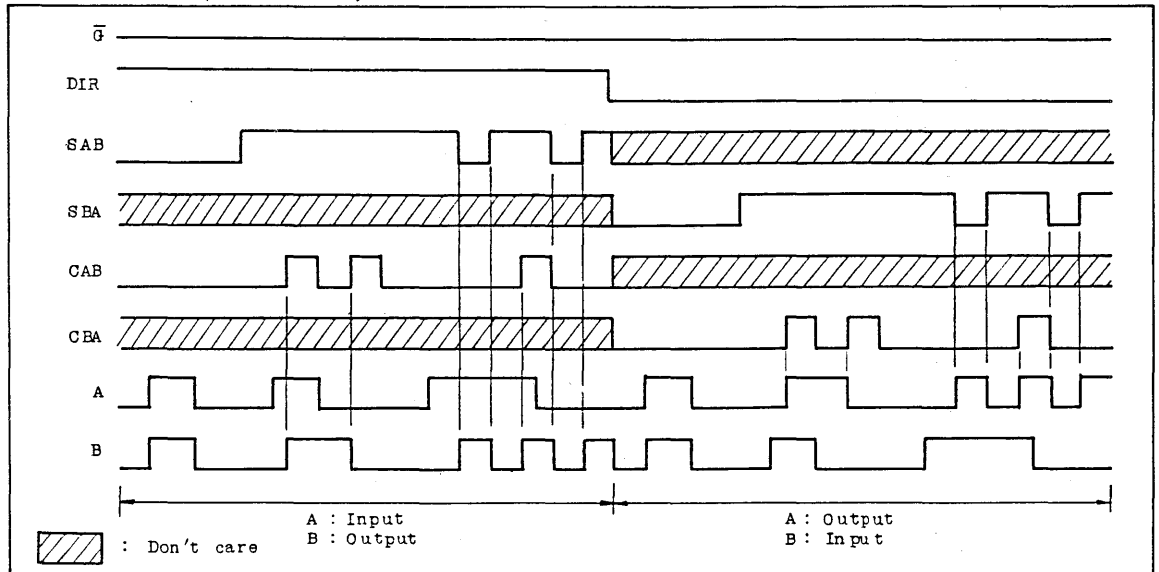 G̅
DIR
SAB
SBA
CAB
CBA
A
B
A : Input
B : Output
A : Output
B : Input
: Don't care